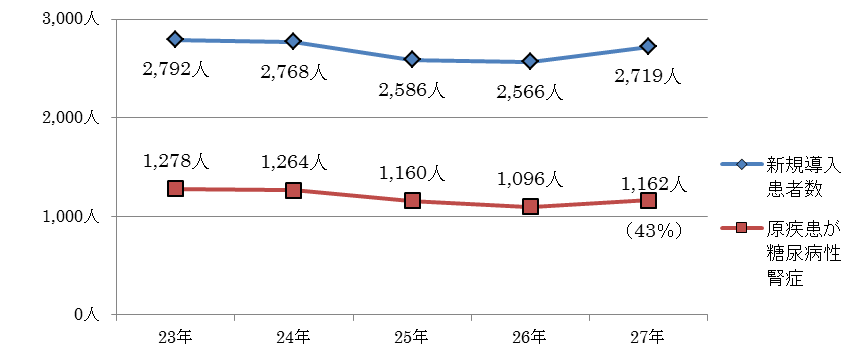 3,000人
2,792人
2,768人
2,586人
2,566人
2,719人
2,000人
1,278人
1,264人
1,160人
1,096人
1,162人
（43%）
1,000人
0人
23年
24年
25年
26年
27年
新規導入
患者数
原疾患が
糖尿病性
腎症